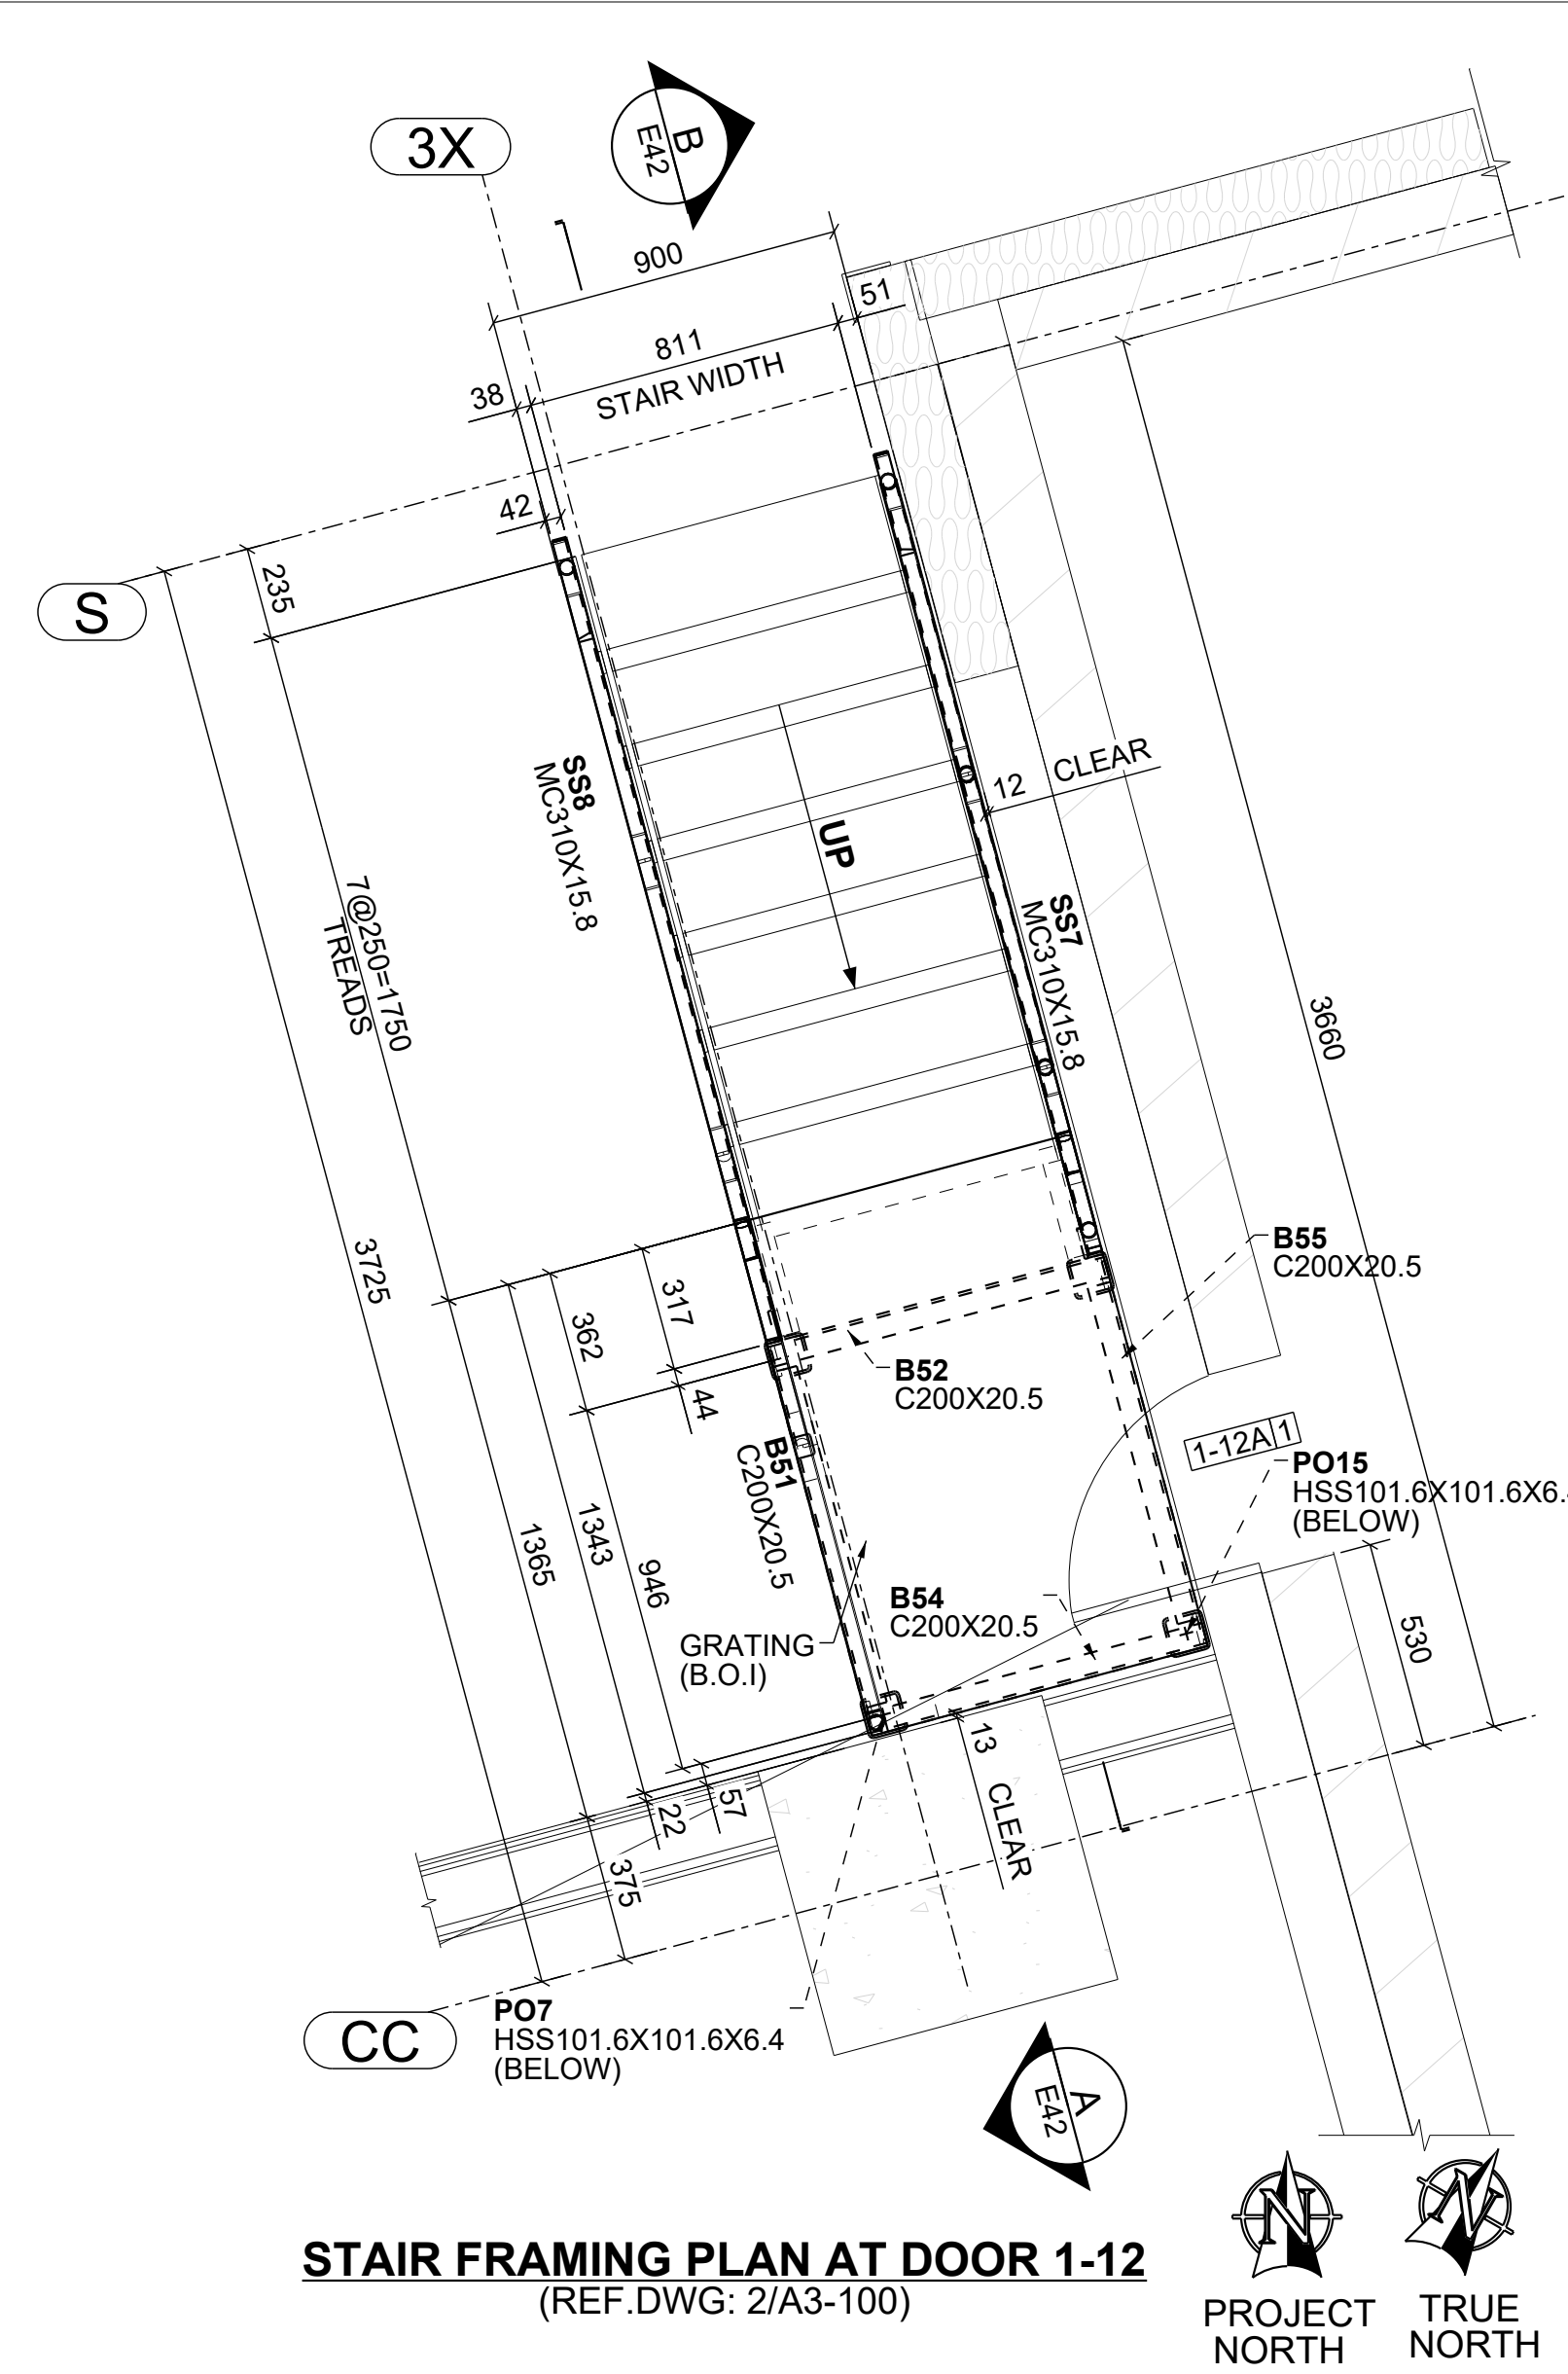 3X
B
E42
900
51
811
STAIR WIDTH
38
42
S
235
SS8
MC310X15.8
12 CLEAR
UP
7@250=1750
TREADS
SS7
MC310X15.8
3660
3725
317
362
44
B55
C200X20.5
B52
C200X20.5
B51
C200X20.5
1-12A 1
PO15
HSS101.6X101.6X6.
(BELOW)
1365
1343
946
B54
C200X20.5
GRATING
(B.O.I)
530
13 CLEAR
57
22
375
CC
PO7
HSS101.6X101.6X6.4
(BELOW)
A
E42
N
N
STAIR FRAMING PLAN AT DOOR 1-12
(REF.DWG: 2/A3-100)
PROJECT
NORTH
TRUE
NORTH